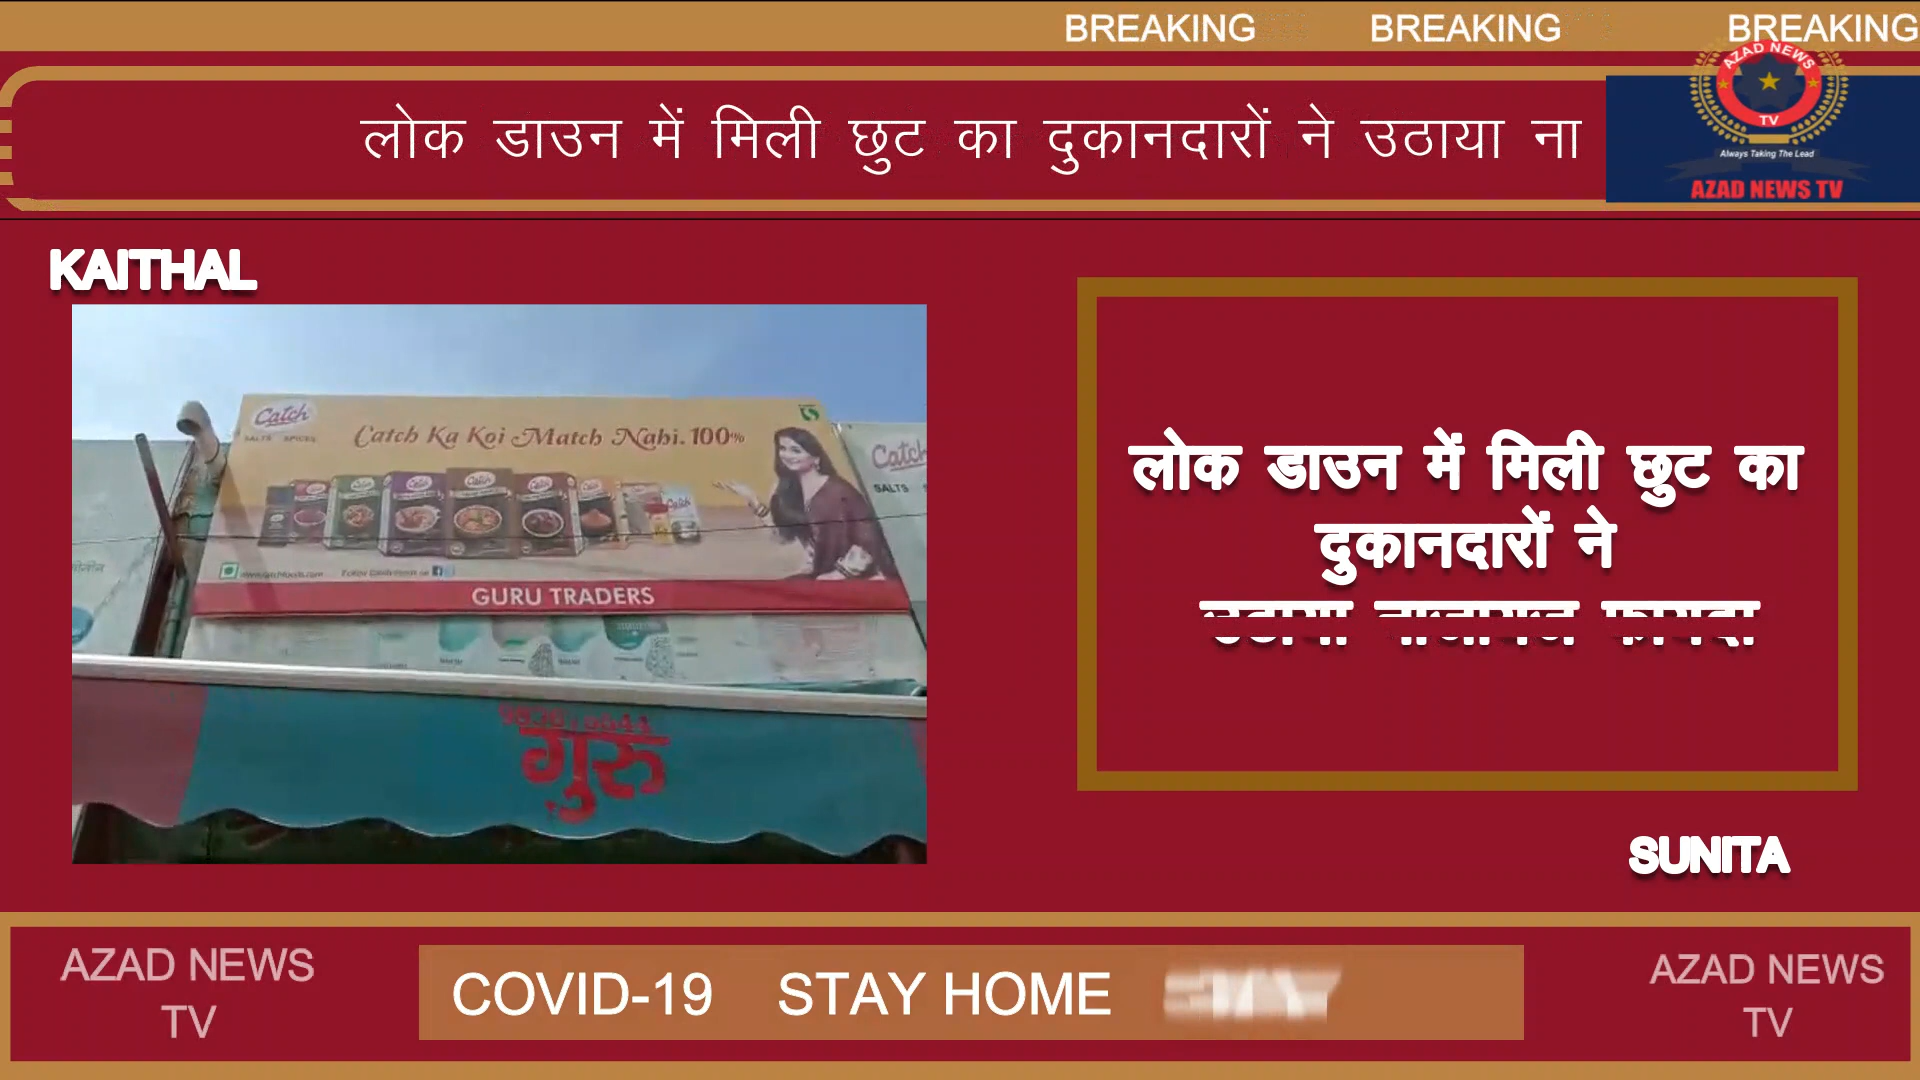 BREAKING BREAKING BREAKING
लोक डाउन में मिली छुट का दुकानदारों ने उठाया ना
AZAD NEWS
TV
Always Taking The Lead
AZAD NEWS TV
KAITHAL
Catch
SALTS SPICES
Catch Ka Koi Match Nahi. 100%
Catch
SALTS
GURU TRADERS
गुरु
लोक डाउन में मिली छुट का
दुकानदारों ने
SUNITA
AZAD NEWS
TV
COVID-19 STAY HOME
AZAD NEWS
TV